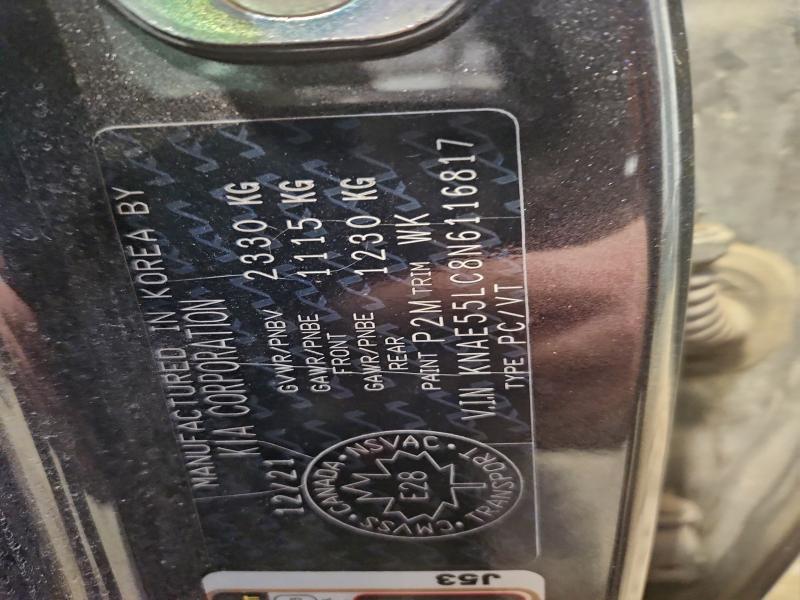 MANUFACTURED IN KOREA BY
KIA CORPORATION
12/21
GVWR/PNBV 2330 KG
GAWR/PNBE FRONT 1115 KG
GAWR/PNBE REAR 1230 KG
PAINT P2M TRIM WK
V.I.N KNAE55LC8N6116817
TYPE PC/VT
CANADA • NSVAC • TRANSPORT • CMVSS
E28
J53